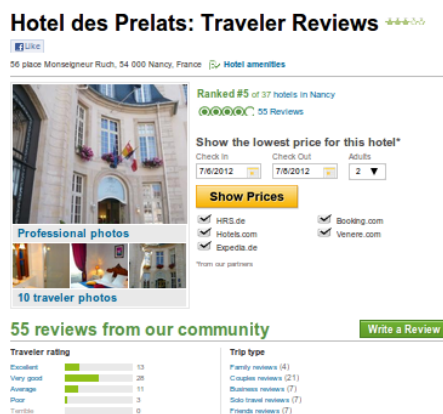 Hotel des Prelats: Traveler Reviews
Like
56 place Monseigneur Ruch, 54 000 Nancy, France Hotel amenities
Ranked #5 of 37 hotels in Nancy
55 Reviews
Show the lowest price for this hotel*
Check In Check Out Adults
7/6/2012 7/6/2012 2
Show Prices
HRS.de Booking.com
Hotels.com Venere.com
Expedia.de
*from our partners
Professional photos
10 traveler photos
55 reviews from our community Write a Review
Traveler rating Trip type
Excellent 13 Family reviews (4)
Very good 28 Couples reviews (21)
Average 11 Business reviews (7)
Poor 3 Solo travel reviews (7)
Terrible 0 Friends reviews (7)